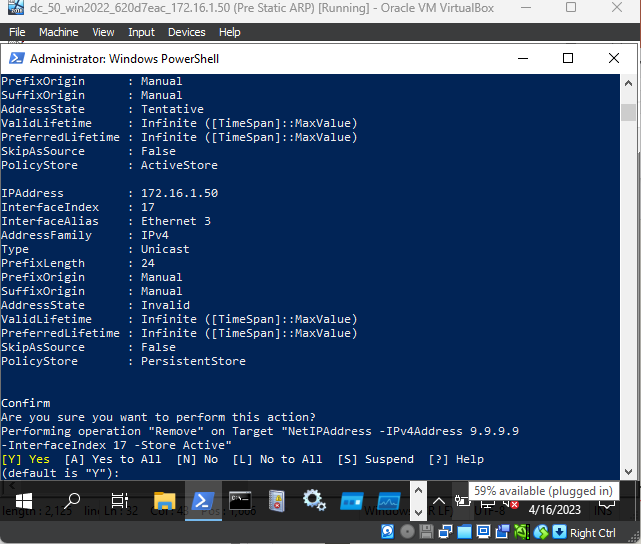 dc_50_win2022_620d7eac_172.16.1.50 (Pre Static ARP) [Running] - Oracle VM VirtualBox
File Machine View Input Devices Help
Administrator: Windows PowerShell
PrefixOrigin : Manual
SuffixOrigin : Manual
AddressState : Tentative
ValidLifetime : Infinite ([TimeSpan]::MaxValue)
PreferredLifetime : Infinite ([TimeSpan]::MaxValue)
SkipAsSource : False
PolicyStore : ActiveStore
IPAddress : 172.16.1.50
InterfaceIndex : 17
InterfaceAlias : Ethernet 3
AddressFamily : IPv4
Type : Unicast
PrefixLength : 24
PrefixOrigin : Manual
SuffixOrigin : Manual
AddressState : Invalid
ValidLifetime : Infinite ([TimeSpan]::MaxValue)
PreferredLifetime : Infinite ([TimeSpan]::MaxValue)
SkipAsSource : False
PolicyStore : PersistentStore
Confirm
Are you sure you want to perform this action?
Performing operation "Remove" on Target "NetIPAddress -IPv4Address 9.9.9.9
-InterfaceIndex 17 -Store Active"
[Y] Yes [A] Yes to All [N] No [L] No to All [S] Suspend [?] Help
(default is "Y"):
59% available (plugged in)
4/16/2023
Right Ctrl